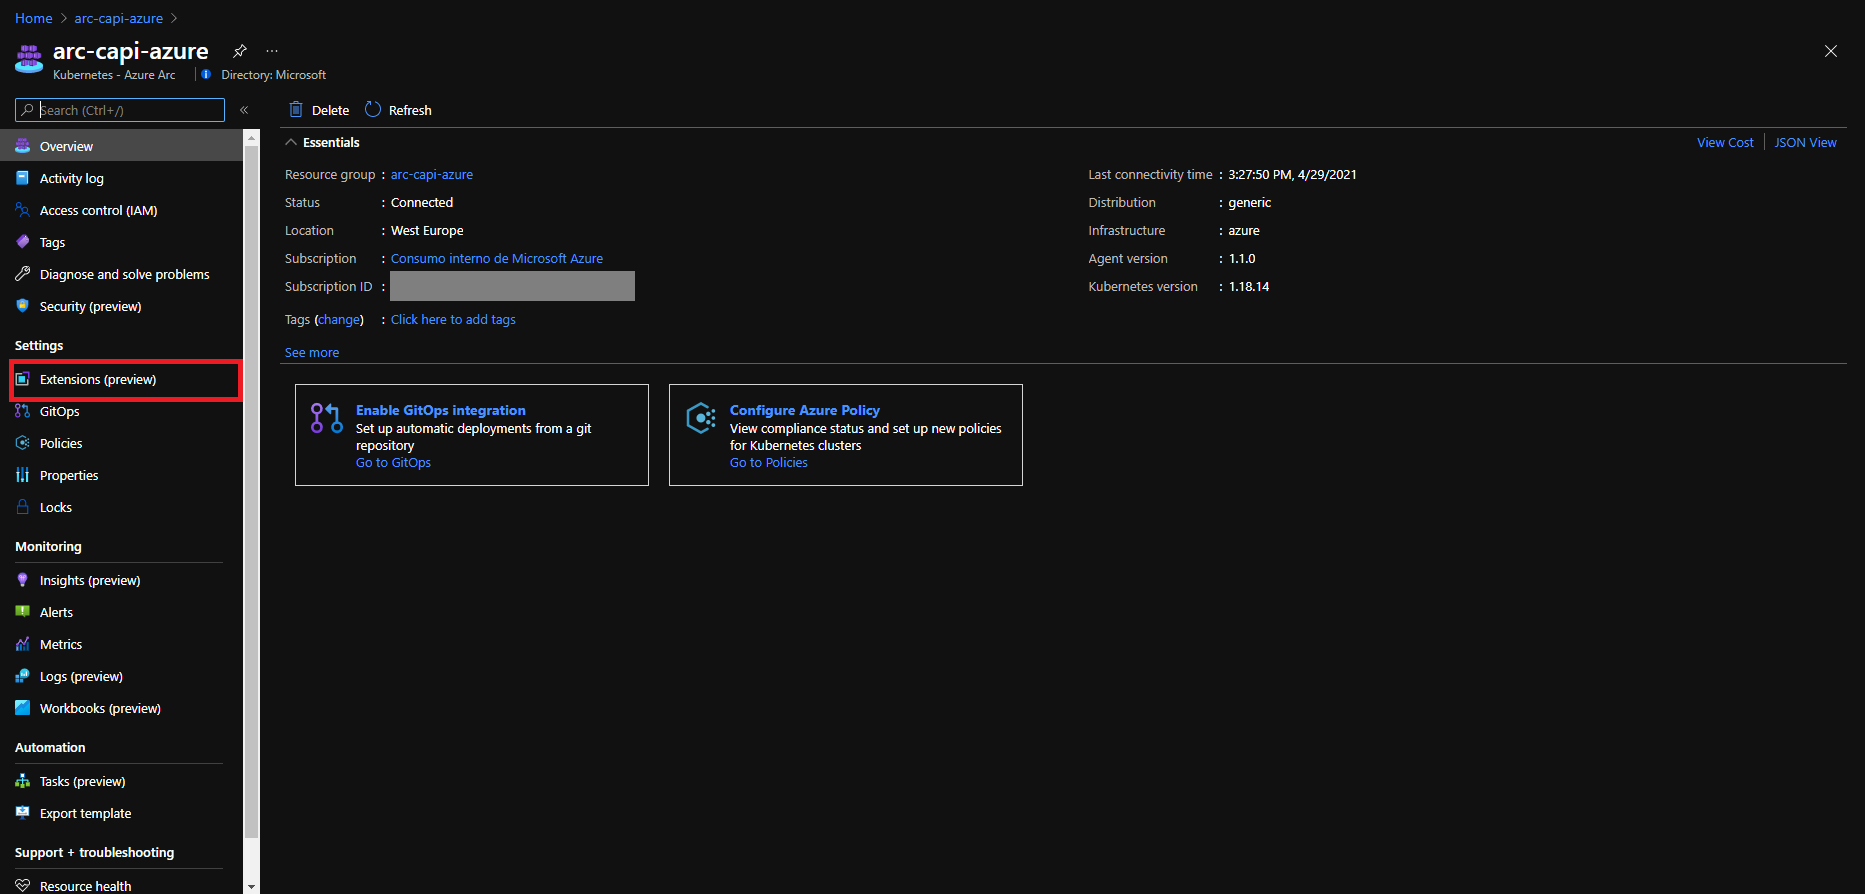 Home > arc-capi-azure >
arc-capi-azure ...
Kubernetes - Azure Arc | Directory: Microsoft
Search (Ctrl+/) «
Overview
Activity log
Access control (IAM)
Tags
Diagnose and solve problems
Security (preview)
Settings
Extensions (preview)
GitOps
Policies
Properties
Locks
Monitoring
Insights (preview)
Alerts
Metrics
Logs (preview)
Workbooks (preview)
Automation
Tasks (preview)
Export template
Support + troubleshooting
Resource health
Delete Refresh
Essentials
View Cost | JSON View
Resource group : arc-capi-azure
Status : Connected
Location : West Europe
Subscription : Consumo interno de Microsoft Azure
Subscription ID :
Tags (change) : Click here to add tags
See more
Last connectivity time : 3:27:50 PM, 4/29/2021
Distribution : generic
Infrastructure : azure
Agent version : 1.1.0
Kubernetes version : 1.18.14
Enable GitOps integration
Set up automatic deployments from a git
repository
Go to GitOps
Configure Azure Policy
View compliance status and set up new policies
for Kubernetes clusters
Go to Policies